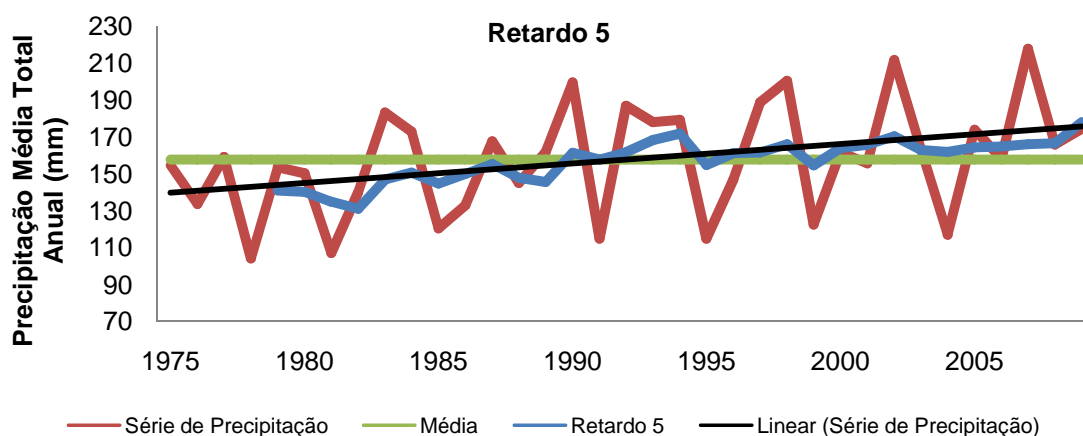 Retardo 5
Precipitação Média Total
Anual (mm)
230
210
190
170
150
130
110
90
70
1975 1980 1985 1990 1995 2000 2005
Série de Precipitação Média Retardo 5 Linear (Série de Precipitação)